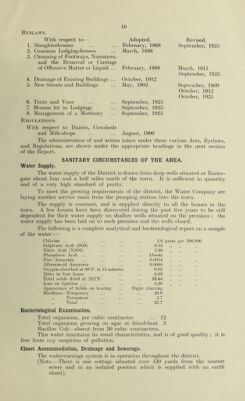 10
BYELAWS.
With respect to— Adopted. Revised.
1. Slaughterhouses ... February, 1868 September, 1925
2. Common Lodging-houses ... March, 1888
3. Cleansing of Footways, Nuisances,
and the Removal or Carriage
of Offensive Matter or Liquid ... February, 1868 March, 1911
September, 1925
4. Drainage of Existing Buildings ... October, 1912
5. New Streets and Buildings ... May, 1902 September, 1909
October, 1912
October, 1925
6. Tents and Vans ... September, 1925
7. Houses let in Lodgings ... September, 1925
8. Management of a Mortuary ... September, 1925
REGULATIONS.
With respect to Dairies, Cowsheds
and Milk-shops ... August, 1906
The administration of and action taken under these various Acts, Byelaws,
and Regulations, are shown under the appropriate headings in the next section
of the Report.
SANITARY CIRCUMSTANCES OF THE AREA.
Water Supply.
The water supply of the District is drawn from deep wells situated at Easter-
gate about four and a half miles north of the town. It is sufficient in quantity
and of a very high standard of purity.
To meet the growing requirements of the district, the Water Company are
laying another service main from the pumping station into the town.
The supply is constant, and is supplied directly to all the houses in the
town. A few houses have been discovered during the past five years to be still
dependent for their water supply on shallow wells situated on the premises; the
water supply has been laid on to such premises and the wells closed.
The following is a complete analytical and bacteriological report on a sample
of the water:—
Chlorine ... 2.6 parts per 100,000
Sulphuric Acid (SO3) ... 0.55
Nitric Acid (N2O5) ... 1.66
Phosphoric Acid ... Absent
Free Ammonia ... 0.0014
Albuminoid Ammonia ... 0.0008
Oxygen absorbed at 80°F. in 15 minutes 0.02
Ditto in four hours ... 0.03
Total solids dried at 212°F. ... 32.64
Loss on Ignition ... 3.20
Appearance of Solids on heating Slight charring
Hardness—Temporary ... 20.0
Permanent ... 2.7
Total ... 22.7
Bacteriological Examination.
Total organisms, per cubic centimetre ... 12
Total organisms growing on agar at blood-heat 3
Bacillus Coli—absent from 50 cubic centimetres.
This water maintains its usual characteristics, and is of good quality; it is
free from any suspicion of pollution.
Closet Accommodation, Drainage and Sewerage.
The water-carriage system is in operation throughout the district.
[Note.—There is one cottage situated over 150 yards from the nearest
sewer and in an isolated position which is supplied with an earth
closet].